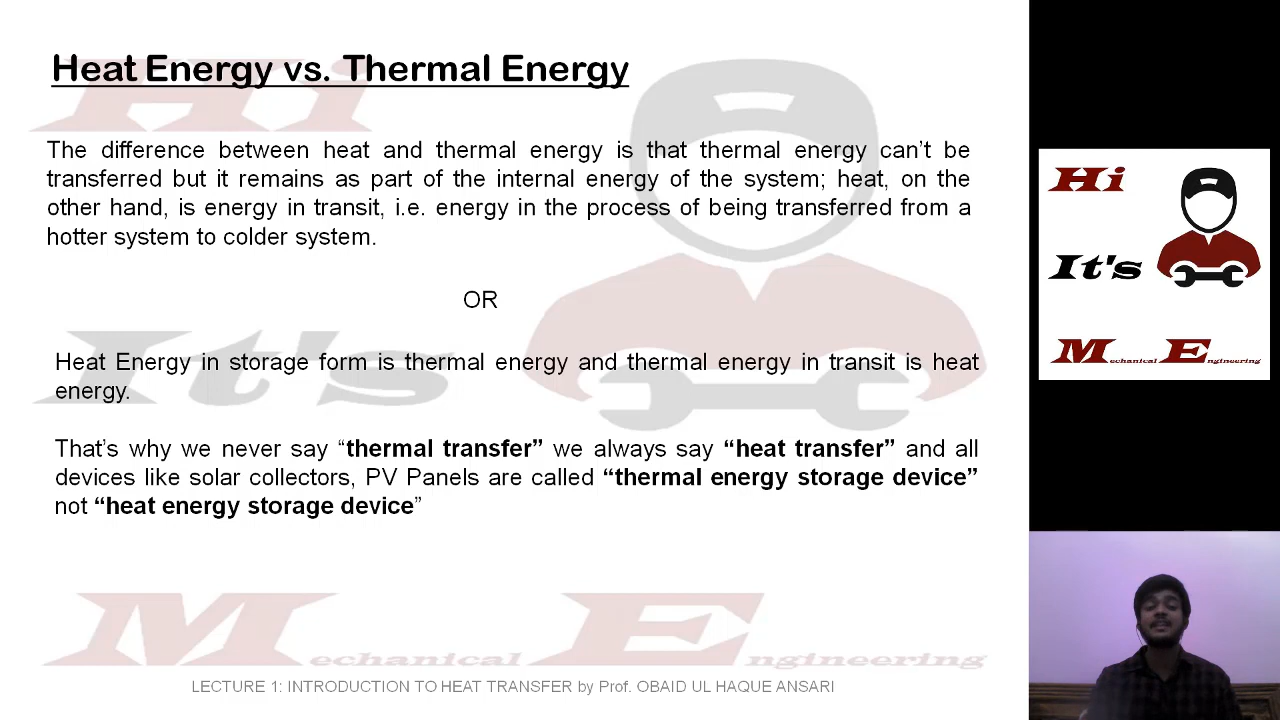 Heat Energy vs. Thermal Energy
The difference between heat and thermal energy is that thermal energy can’t be
transferred but it remains as part of the internal energy of the system; heat, on the
other hand, is energy in transit, i.e. energy in the process of being transferred from a
hotter system to colder system.
OR
Heat Energy in storage form is thermal energy and thermal energy in transit is heat
energy.
That’s why we never say “thermal transfer” we always say “heat transfer” and all
devices like solar collectors, PV Panels are called “thermal energy storage device”
not “heat energy storage device”
LECTURE 1: INTRODUCTION TO HEAT TRANSFER by Prof. OBAID UL HAQUE ANSARI
Hi
It's
Mechanical Engineering
Hi
It's
Mechanical Engineering